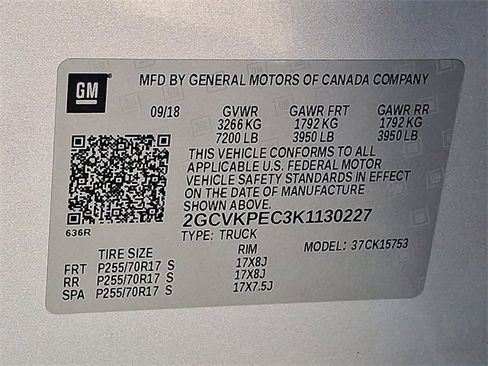 GM
MFD BY GENERAL MOTORS OF CANADA COMPANY
09/18 GVWR GAWR FRT GAWR RR
3266 KG 1792 KG 1792 KG
7200 LB 3950 LB 3950 LB
THIS VEHICLE CONFORMS TO ALL
APPLICABLE U.S. FEDERAL MOTOR
VEHICLE SAFETY STANDARDS IN EFFECT
ON THE DATE OF MANUFACTURE
SHOWN ABOVE.
636R 2GCVKPEC3K1130227
TYPE: TRUCK
TIRE SIZE RIM MODEL: 37CK15753
FRT P255/70R17 S 17X8J
RR P255/70R17 S 17X8J
SPA P255/70R17 S 17X7.5J